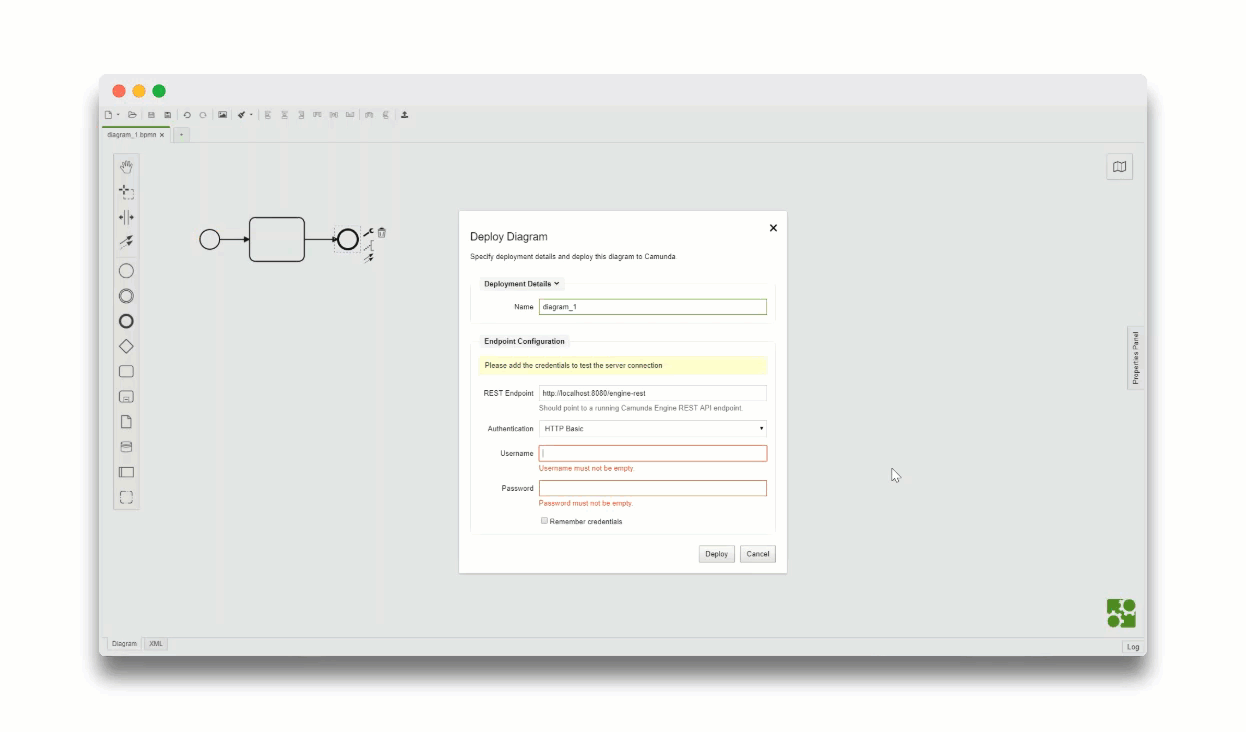 diagram_1.bpmn ×
+
Deploy Diagram
Specify deployment details and deploy this diagram to Camunda
Deployment Details
Name diagram_1
Endpoint Configuration
Please add the credentials to test the server connection
REST Endpoint http://localhost:8080/engine-rest
Should point to a running Camunda Engine REST API endpoint.
Authentication HTTP Basic
Username
Username must not be empty.
Password
Password must not be empty.
Remember credentials
Deploy Cancel
Properties Panel
Diagram XML
Log